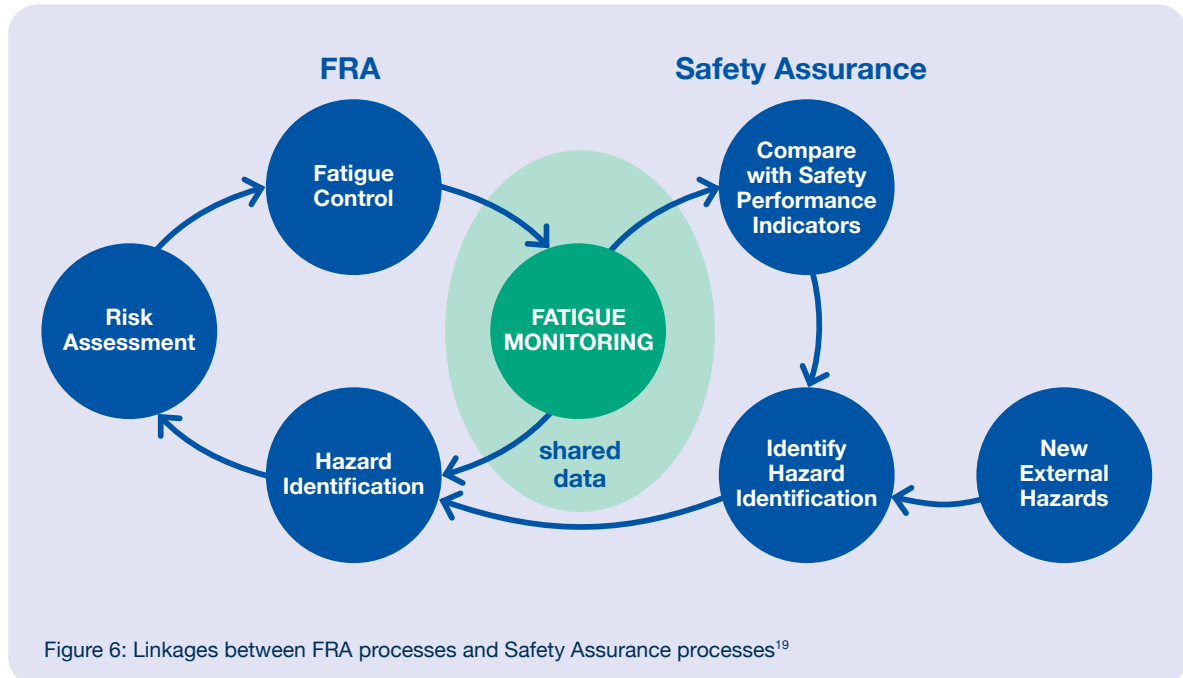 FRA
Safety Assurance
Fatigue
Control
Compare
with Safety
Performance
Indicators
Risk
Assessment
FATIGUE
MONITORING
Hazard
Identification
shared
data
Identify
Hazard
Identification
New
External
Hazards
Figure 6: Linkages between FRA processes and Safety Assurance processes¹⁹